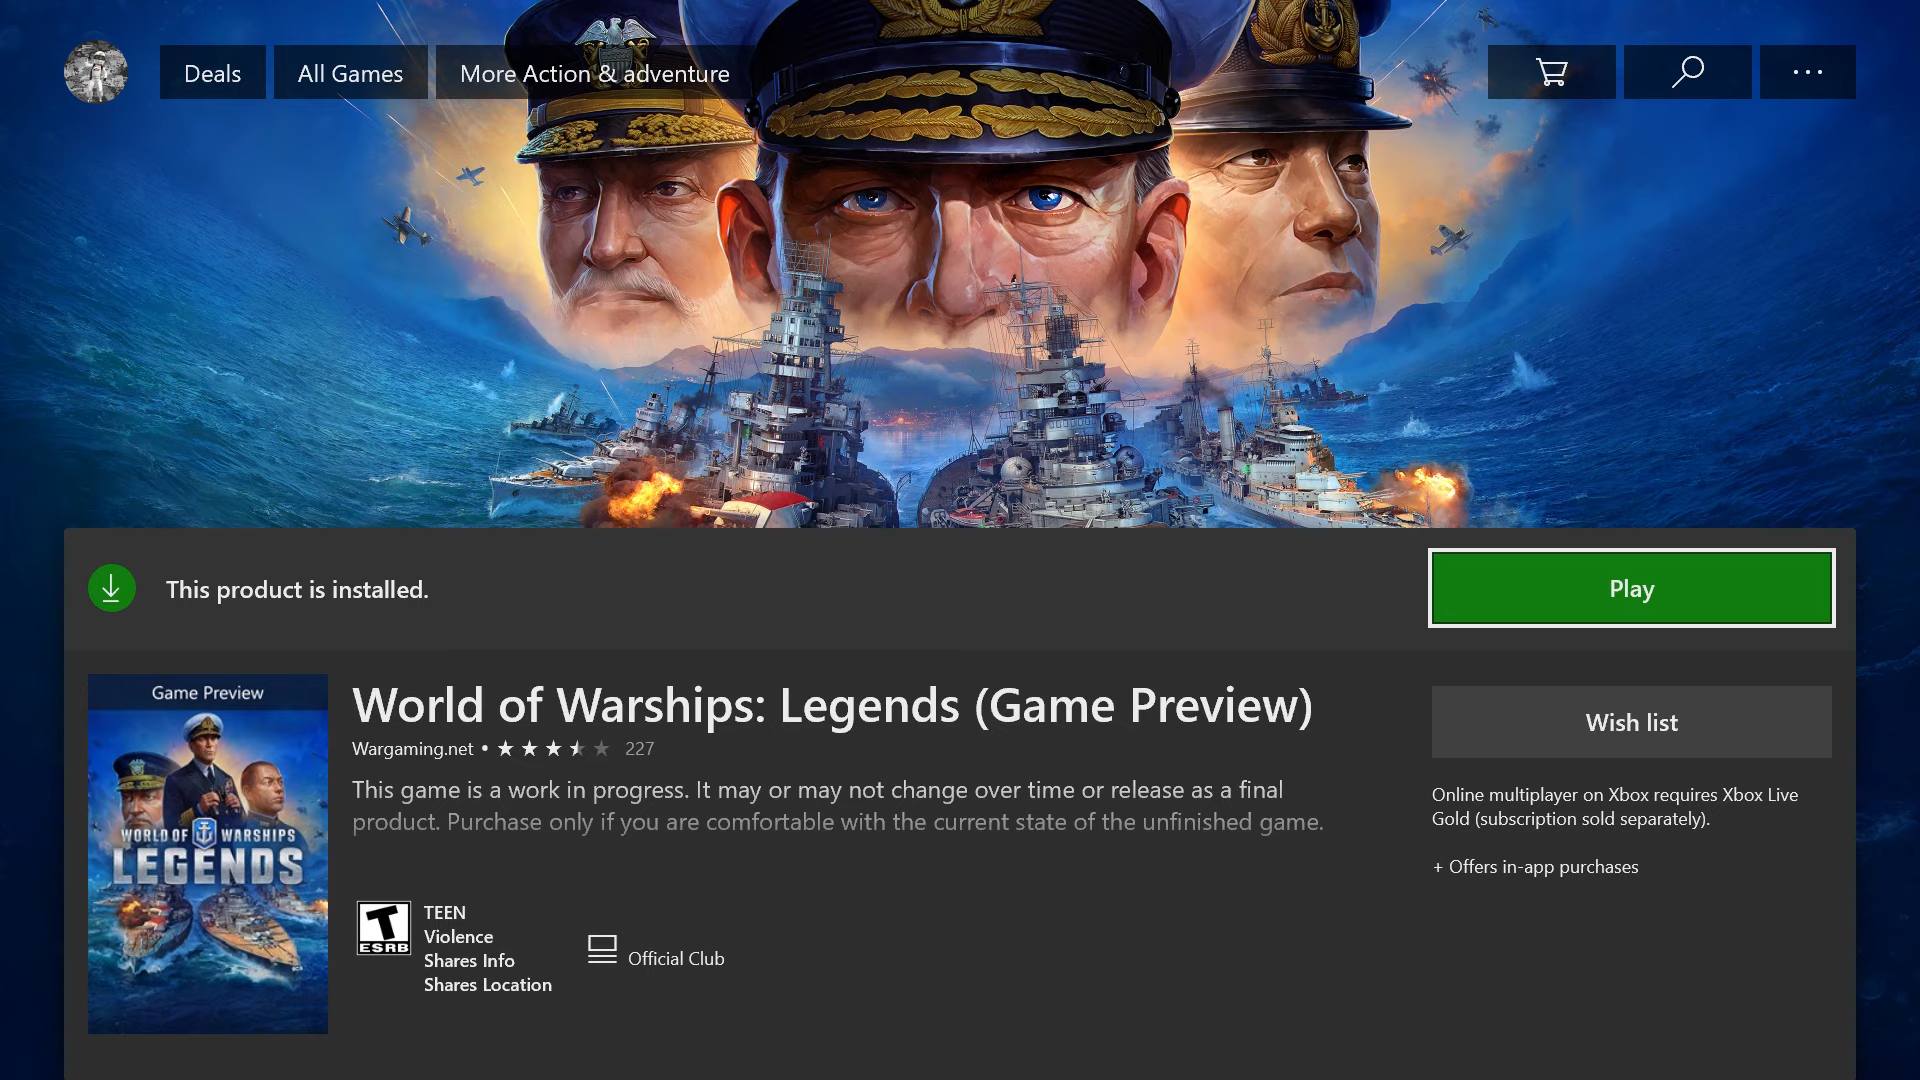 Deals
All Games
More Action & adventure
This product is installed.
Play
Game Preview
WORLD OF WARSHIPS
LEGENDS
World of Warships: Legends (Game Preview)
Wargaming.net • ★ ★ ★ ★ ★ 227
This game is a work in progress. It may or may not change over time or release as a final
product. Purchase only if you are comfortable with the current state of the unfinished game.
T
ESRB
TEEN
Violence
Shares Info
Shares Location
Official Club
Wish list
Online multiplayer on Xbox requires Xbox Live
Gold (subscription sold separately).
+ Offers in-app purchases